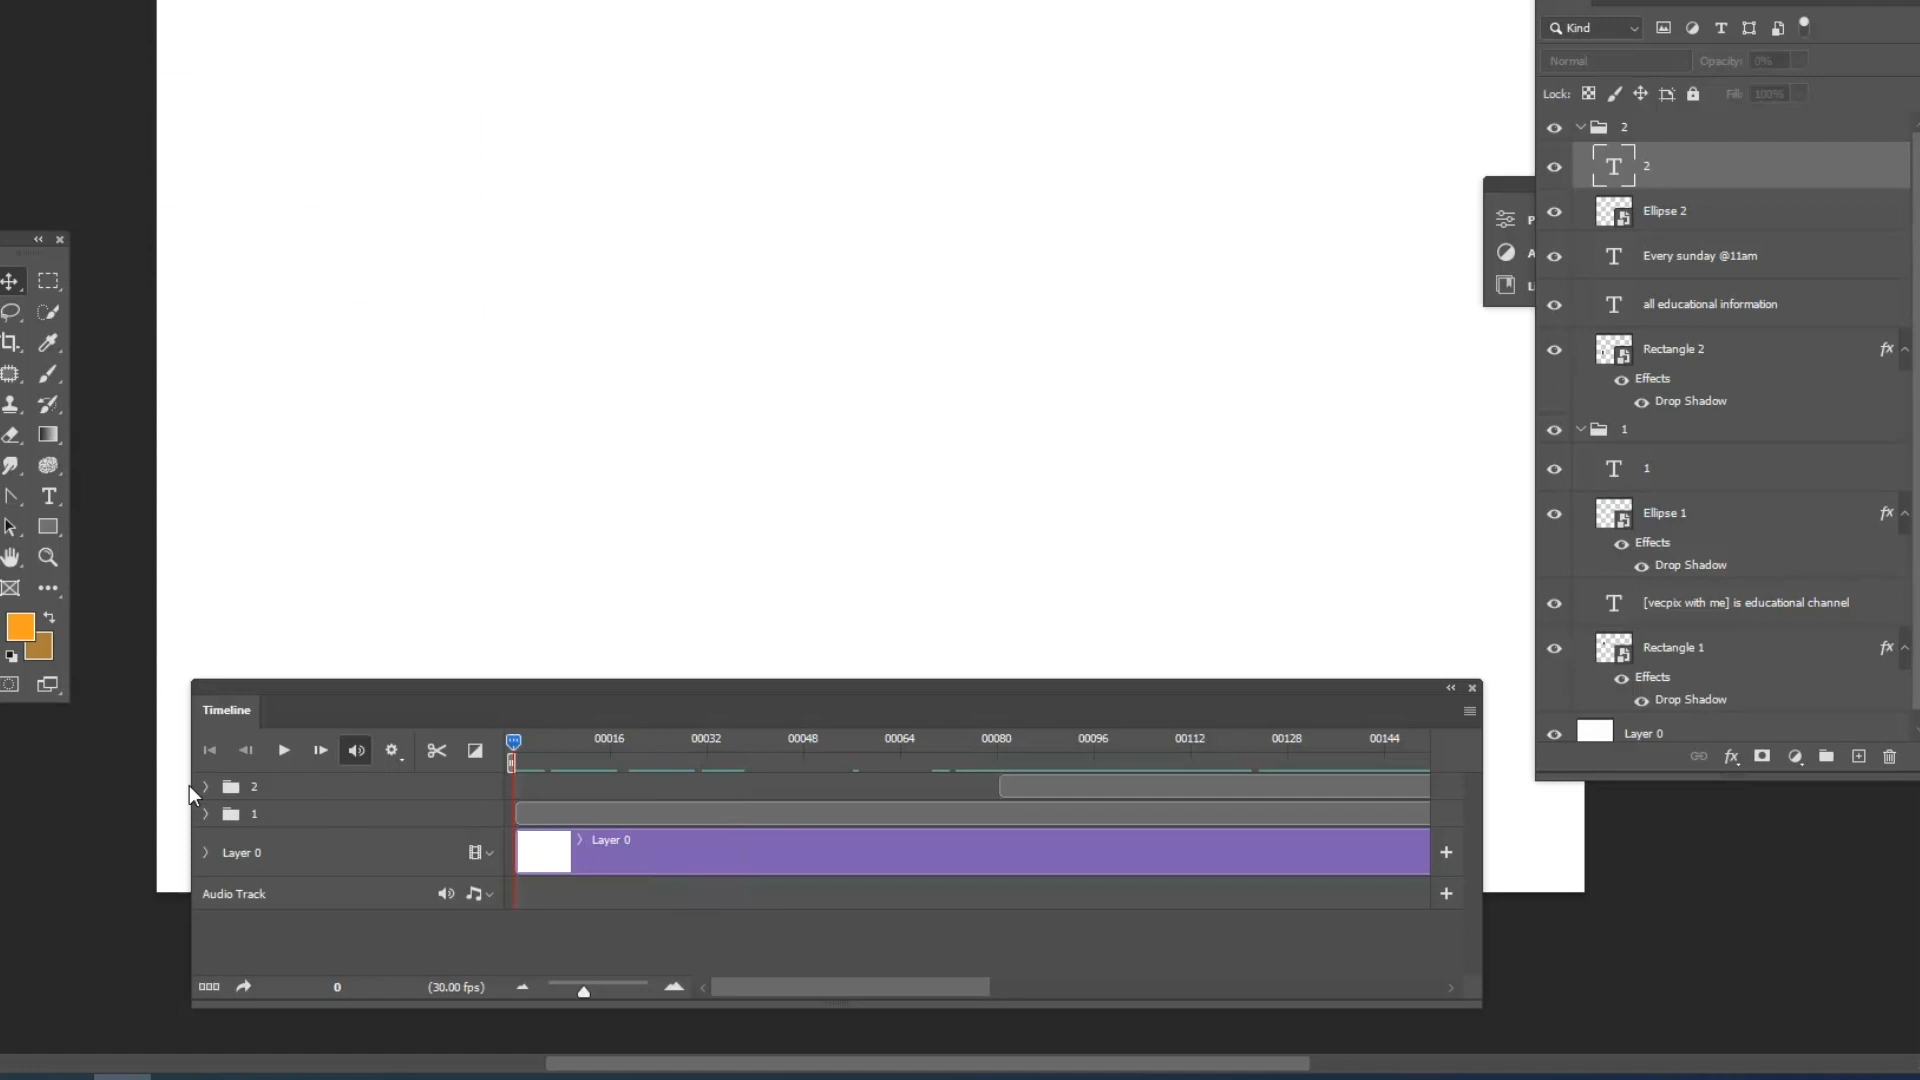 Kind
Normal Opacity: 0%
Lock: Fill: 100%
2
2
Ellipse 2
Every sunday @11am
all educational information
Rectangle 2 fx
Effects
Drop Shadow
1
1
Ellipse 1 fx
Effects
Drop Shadow
[vecpix with me] is educational channel
Rectangle 1 fx
Effects
Drop Shadow
Layer 0
fx
P
A
L
Timeline
00016 00032 00048 00064 00080 00096 00112 00128 00144
2
1
Layer 0 Layer 0
Audio Track
0 (30.00 fps)